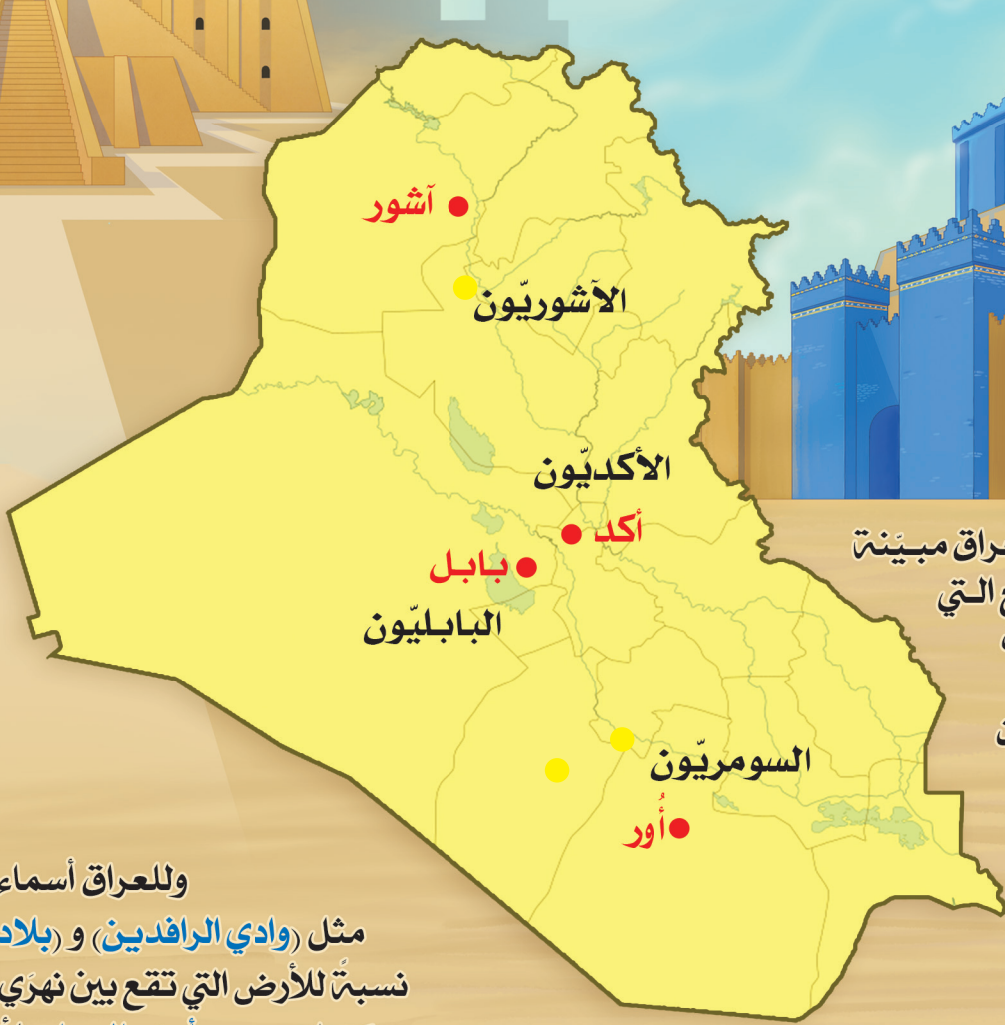 آشور
الآشوريّون
الأكديّون
أكد
بابل
البابليّون
مبيّنة
التي
السومريّون
أُور
وللعراق أسماء
مثل (وادي الرافدين) و (بلاد
نسبةً للأرض التي تقع بين نهرَي